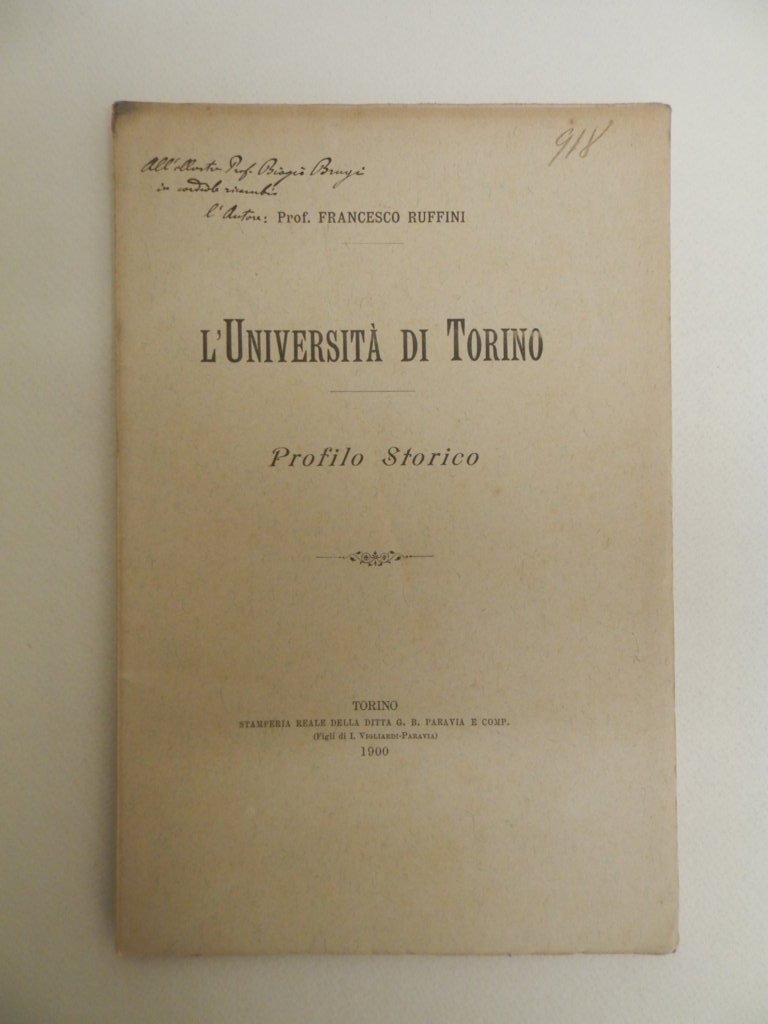 918
All'illustre Prof. Biagio Brugi
in cordiale ricambio
l'Autore:
Prof. FRANCESCO RUFFINI
L'UNIVERSITÀ DI TORINO
Profilo Storico
TORINO
STAMPERIA REALE DELLA DITTA G. B. PARAVIA E COMP.
(Figli di I. VIGLIARDI-PARAVIA)
1900